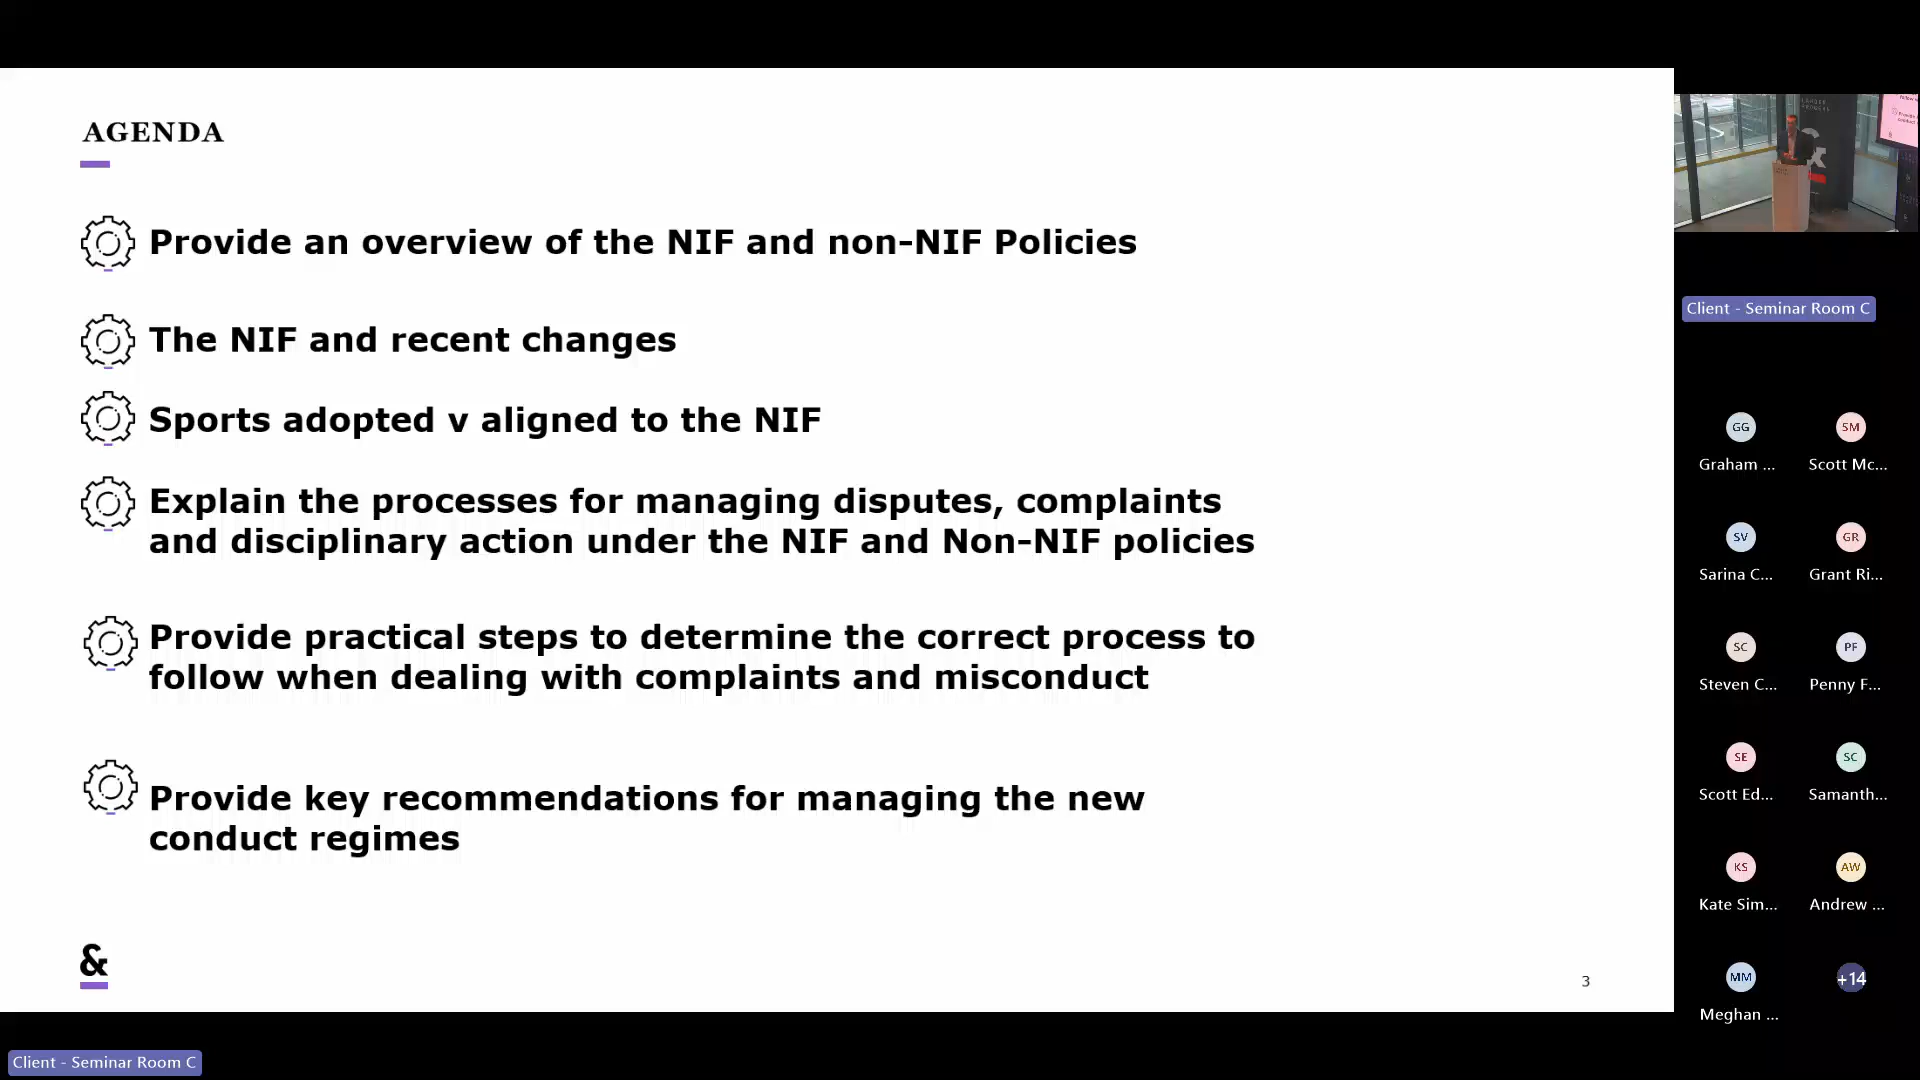 AGENDA
Provide an overview of the NIF and non-NIF Policies
The NIF and recent changes
Sports adopted v aligned to the NIF
Explain the processes for managing disputes, complaints
and disciplinary action under the NIF and Non-NIF policies
Provide practical steps to determine the correct process to
follow when dealing with complaints and misconduct
Provide key recommendations for managing the new
conduct regimes
&
3
Client - Seminar Room C
GG
SM
Graham ...
Scott Mc...
SV
GR
Sarina C...
Grant Ri...
SC
PF
Steven C...
Penny F...
SE
SC
Scott Ed...
Samanth...
KS
AW
Kate Sim...
Andrew ...
MM
+14
Meghan ...
Client - Seminar Room C